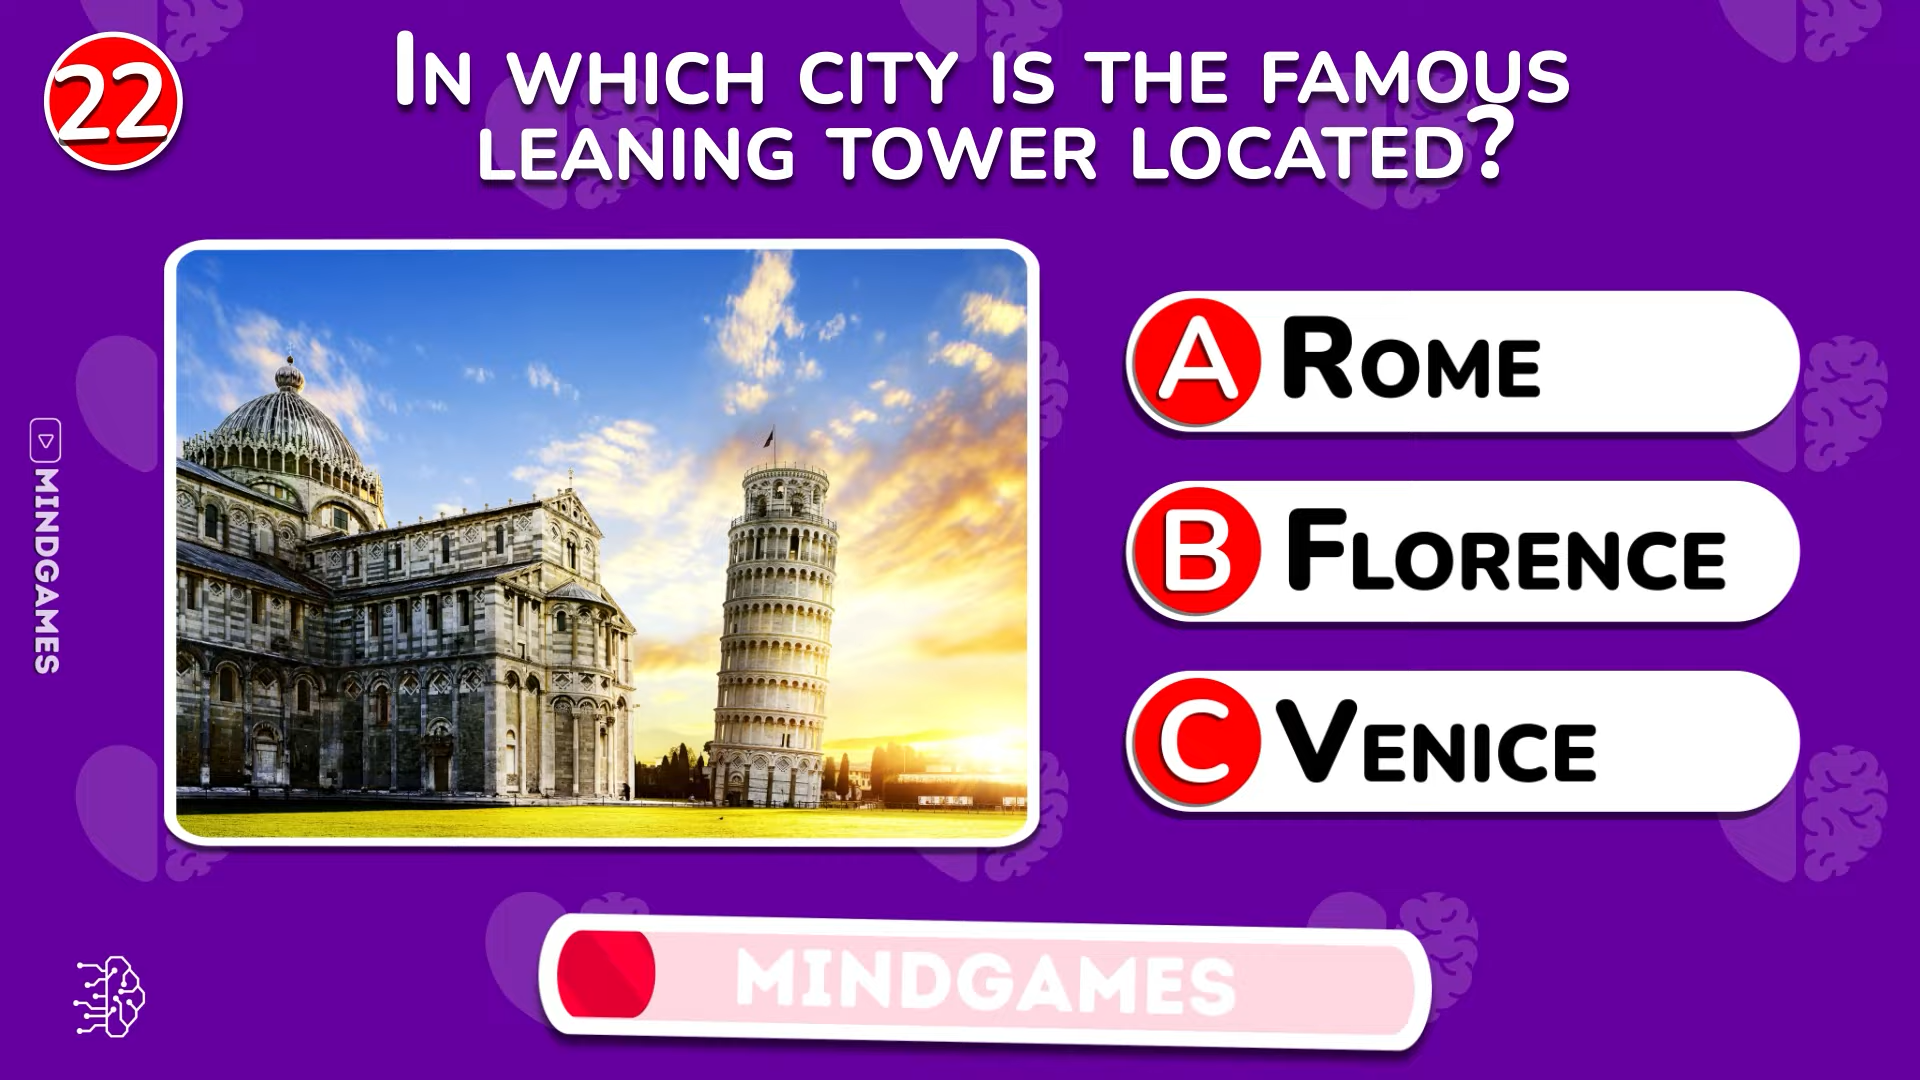 22
In which city is the famous
leaning tower located?
A Rome
B Florence
C Venice
MINDGAMES
MINDGAMES